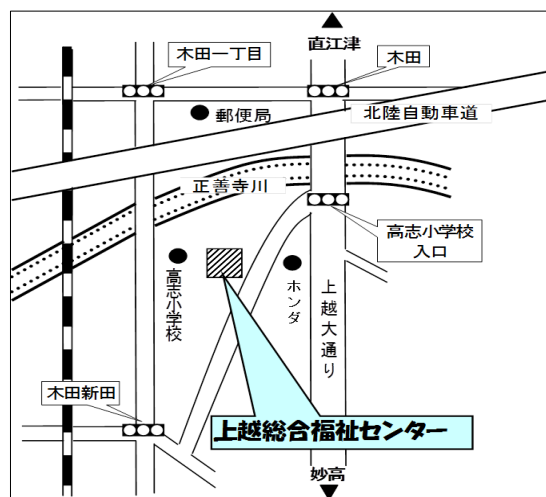 直江津
木田一丁目
木田
郵便局
北陸自動車道
正善寺川
高志小学校
入口
高志小学校
ホンダ
上越大通り
木田新田
上越総合福祉センター
妙高